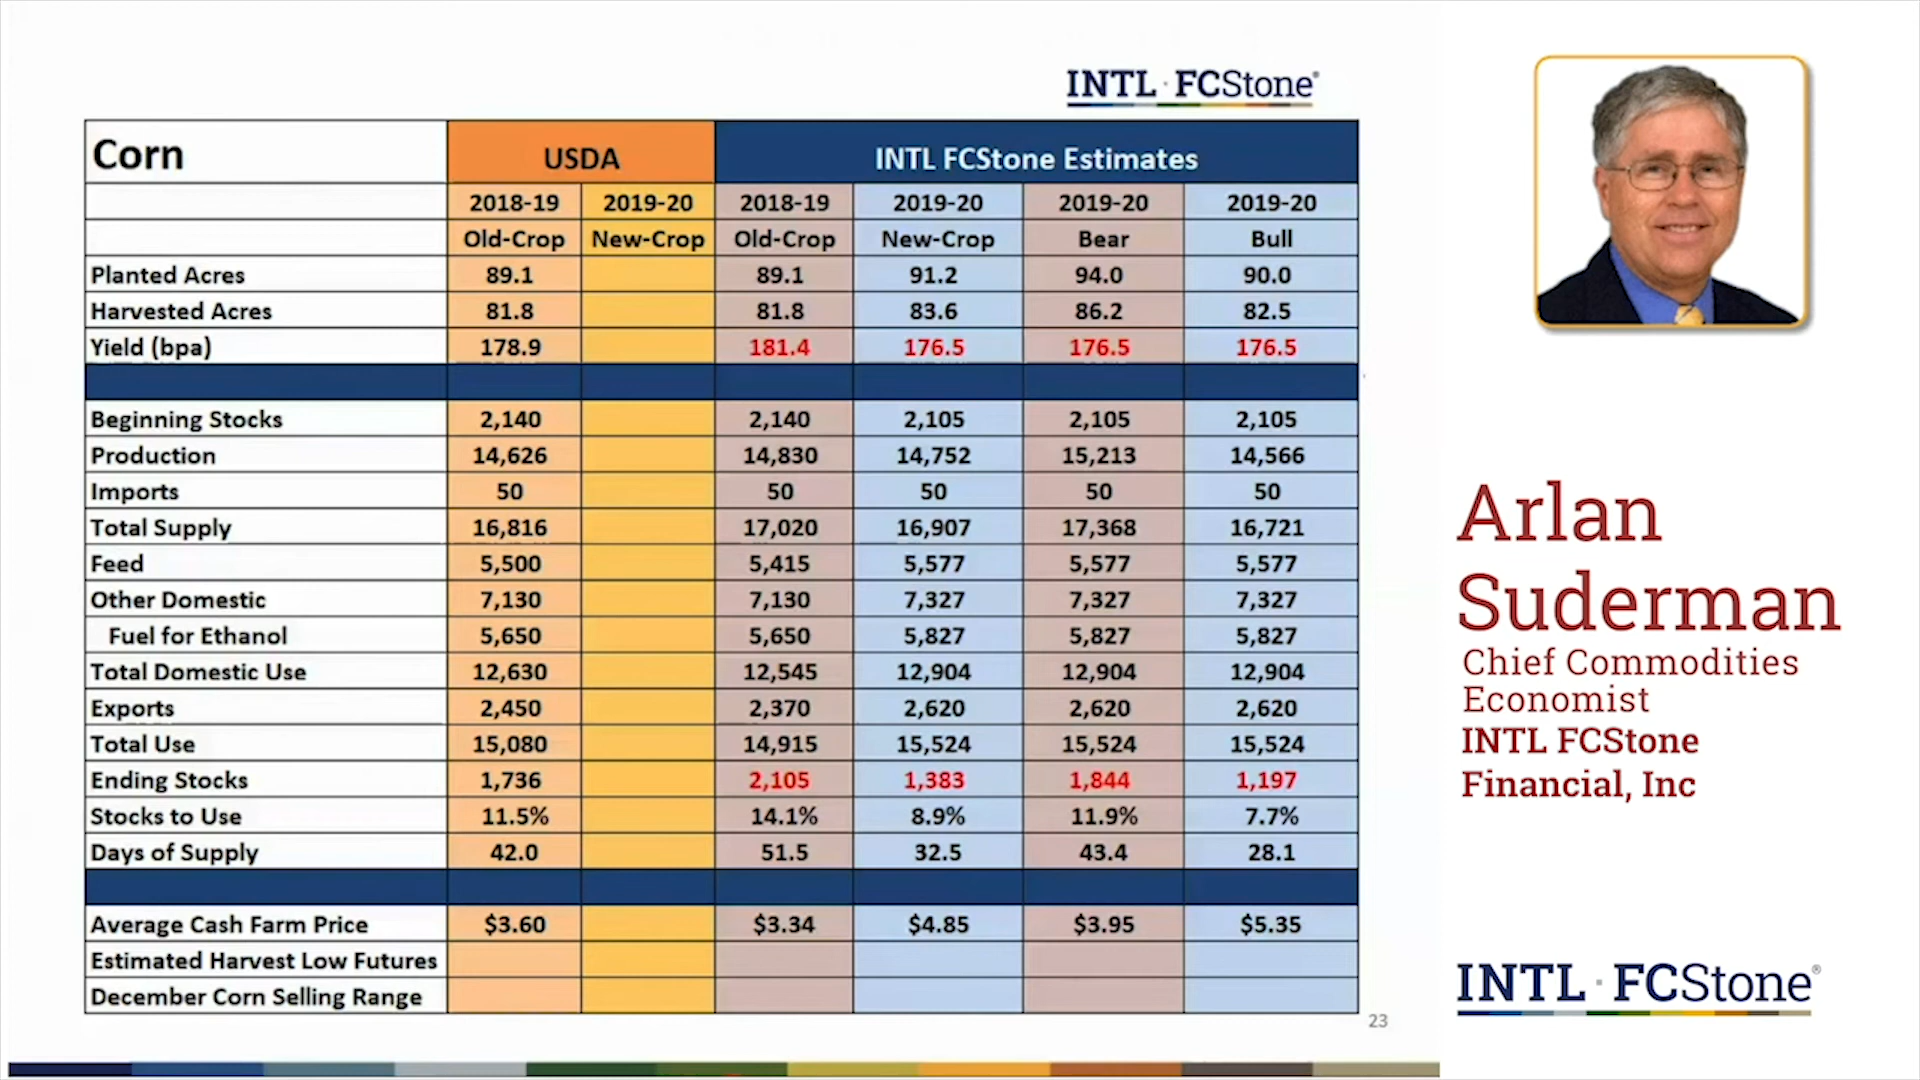 INTL FCStone®
Corn USDA INTL FCStone Estimates
2018-19 2019-20 2018-19 2019-20 2019-20 2019-20
Old-Crop New-Crop Old-Crop New-Crop Bear Bull
Planted Acres 89.1 89.1 91.2 94.0 90.0
Harvested Acres 81.8 81.8 83.6 86.2 82.5
Yield (bpa) 178.9 181.4 176.5 176.5 176.5
Beginning Stocks 2,140 2,140 2,105 2,105 2,105
Production 14,626 14,830 14,752 15,213 14,566
Imports 50 50 50 50 50
Total Supply 16,816 17,020 16,907 17,368 16,721
Feed 5,500 5,415 5,577 5,577 5,577
Other Domestic 7,130 7,130 7,327 7,327 7,327
Fuel for Ethanol 5,650 5,650 5,827 5,827 5,827
Total Domestic Use 12,630 12,545 12,904 12,904 12,904
Exports 2,450 2,370 2,620 2,620 2,620
Total Use 15,080 14,915 15,524 15,524 15,524
Ending Stocks 1,736 2,105 1,383 1,844 1,197
Stocks to Use 11.5% 14.1% 8.9% 11.9% 7.7%
Days of Supply 42.0 51.5 32.5 43.4 28.1
Average Cash Farm Price $3.60 $3.34 $4.85 $3.95 $5.35
Estimated Harvest Low Futures
December Corn Selling Range
23
Arlan
Suderman
Chief Commodities
Economist
INTL FCStone
Financial, Inc
INTL FCStone®